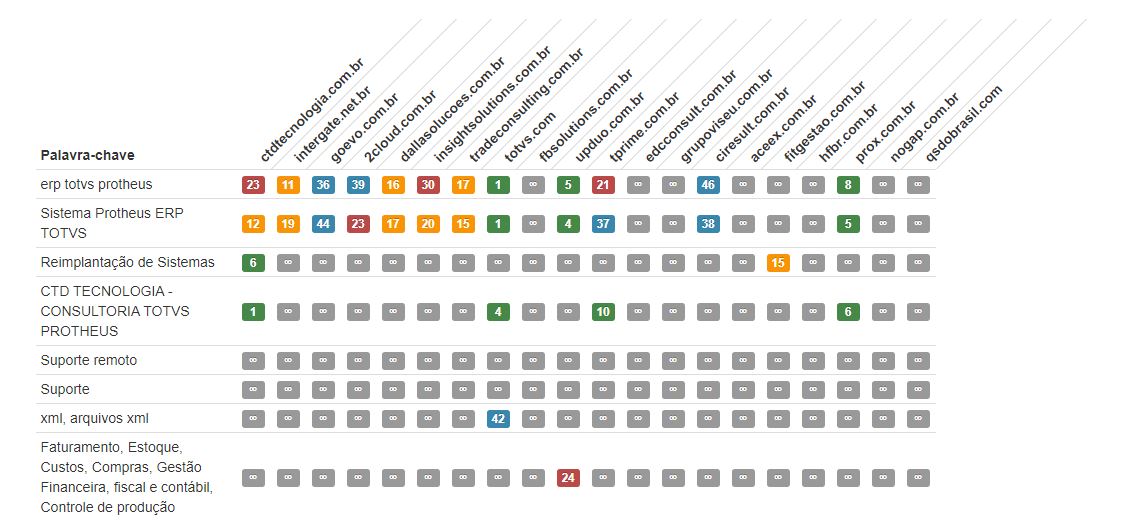 ctdtecnologia.com.br
intergate.net.br
goevo.com.br
2cloud.com.br
dallasolucoes.com.br
insightsolutions.com.br
tradeconsulting.com.br
totvs.com
fbsolutions.com.br
upduo.com.br
tprime.com.br
edcconsult.com.br
grupoviseu.com.br
ciresult.com.br
aceex.com.br
fitgestao.com.br
hfbr.com.br
prox.com.br
nogap.com.br
qsdobrasil.com
Palavra-chave
erp totvs protheus 23 11 36 39 16 30 17 1 ∞ 5 21 ∞ ∞ 46 ∞ ∞ ∞ 8 ∞ ∞
Sistema Protheus ERP
TOTVS 12 19 44 23 17 20 15 1 ∞ 4 37 ∞ ∞ 38 ∞ ∞ ∞ 5 ∞ ∞
Reimplantação de Sistemas 6 ∞ ∞ ∞ ∞ ∞ ∞ ∞ ∞ ∞ ∞ ∞ ∞ ∞ ∞ 15 ∞ ∞ ∞ ∞
CTD TECNOLOGIA -
CONSULTORIA TOTVS 1 ∞ ∞ ∞ ∞ ∞ ∞ 4 ∞ ∞ 10 ∞ ∞ ∞ ∞ ∞ ∞ 6 ∞ ∞
PROTHEUS
Suporte remoto ∞ ∞ ∞ ∞ ∞ ∞ ∞ ∞ ∞ ∞ ∞ ∞ ∞ ∞ ∞ ∞ ∞ ∞ ∞ ∞
Suporte ∞ ∞ ∞ ∞ ∞ ∞ ∞ ∞ ∞ ∞ ∞ ∞ ∞ ∞ ∞ ∞ ∞ ∞ ∞ ∞
xml, arquivos xml ∞ ∞ ∞ ∞ ∞ ∞ ∞ 42 ∞ ∞ ∞ ∞ ∞ ∞ ∞ ∞ ∞ ∞ ∞ ∞
Faturamento, Estoque,
Custos, Compras, Gestão ∞ ∞ ∞ ∞ ∞ ∞ ∞ ∞ ∞ 24 ∞ ∞ ∞ ∞ ∞ ∞ ∞ ∞ ∞ ∞
Financeira, fiscal e contábil,
Controle de produção